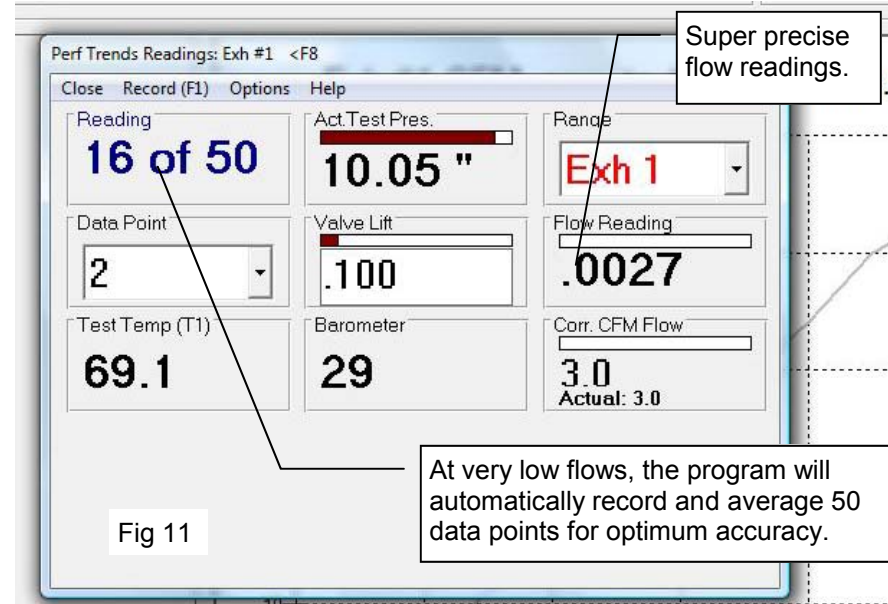 Super precise
flow readings.
Perf Trends Readings: Exh #1 <F8
Close Record (F1) Options Help
Reading
16 of 50
Act.Test Pres.
10.05 "
Range
Exh 1
Data Point
2
Valve Lift
.100
Flow Reading
.0027
Test Temp (T1)
69.1
Barometer
29
Corr. CFM Flow
3.0
Actual: 3.0
At very low flows, the program will
automatically record and average 50
data points for optimum accuracy.
Fig 11